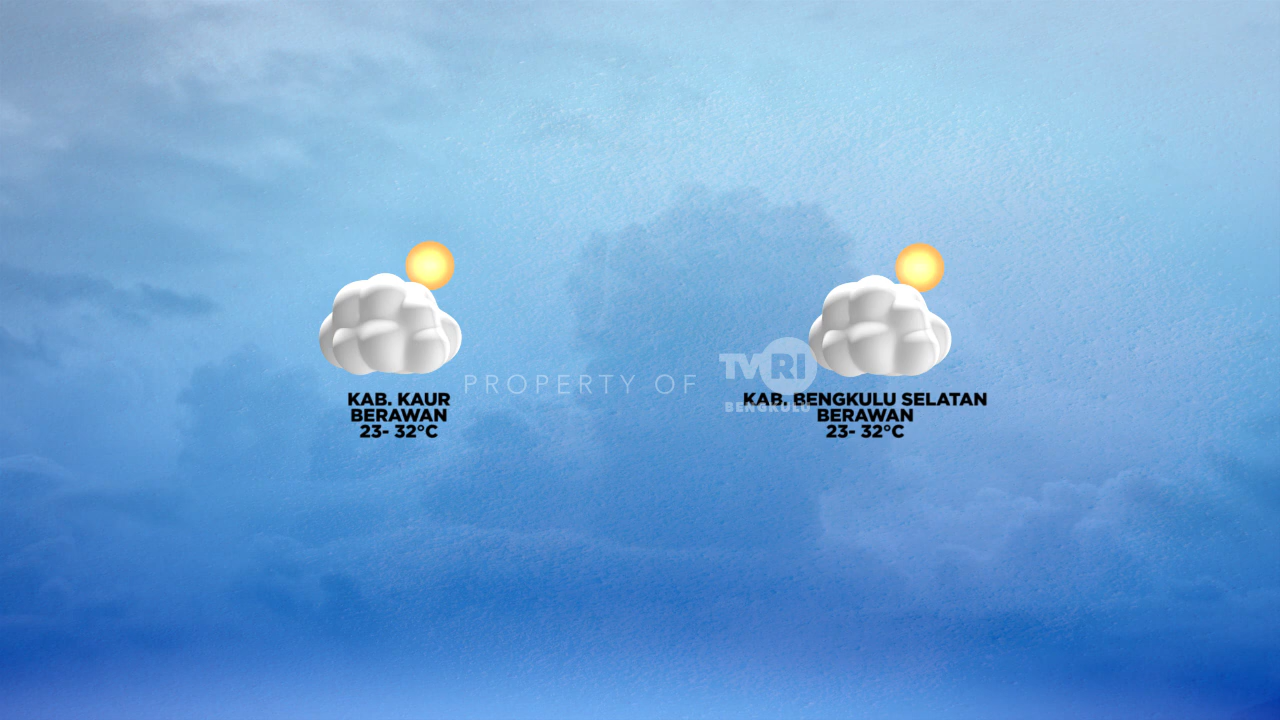 PROPERTY OF
TVRI
BENGKULU
KAB. KAUR
BERAWAN
23- 32°C
KAB. BENGKULU SELATAN
BERAWAN
23- 32°C